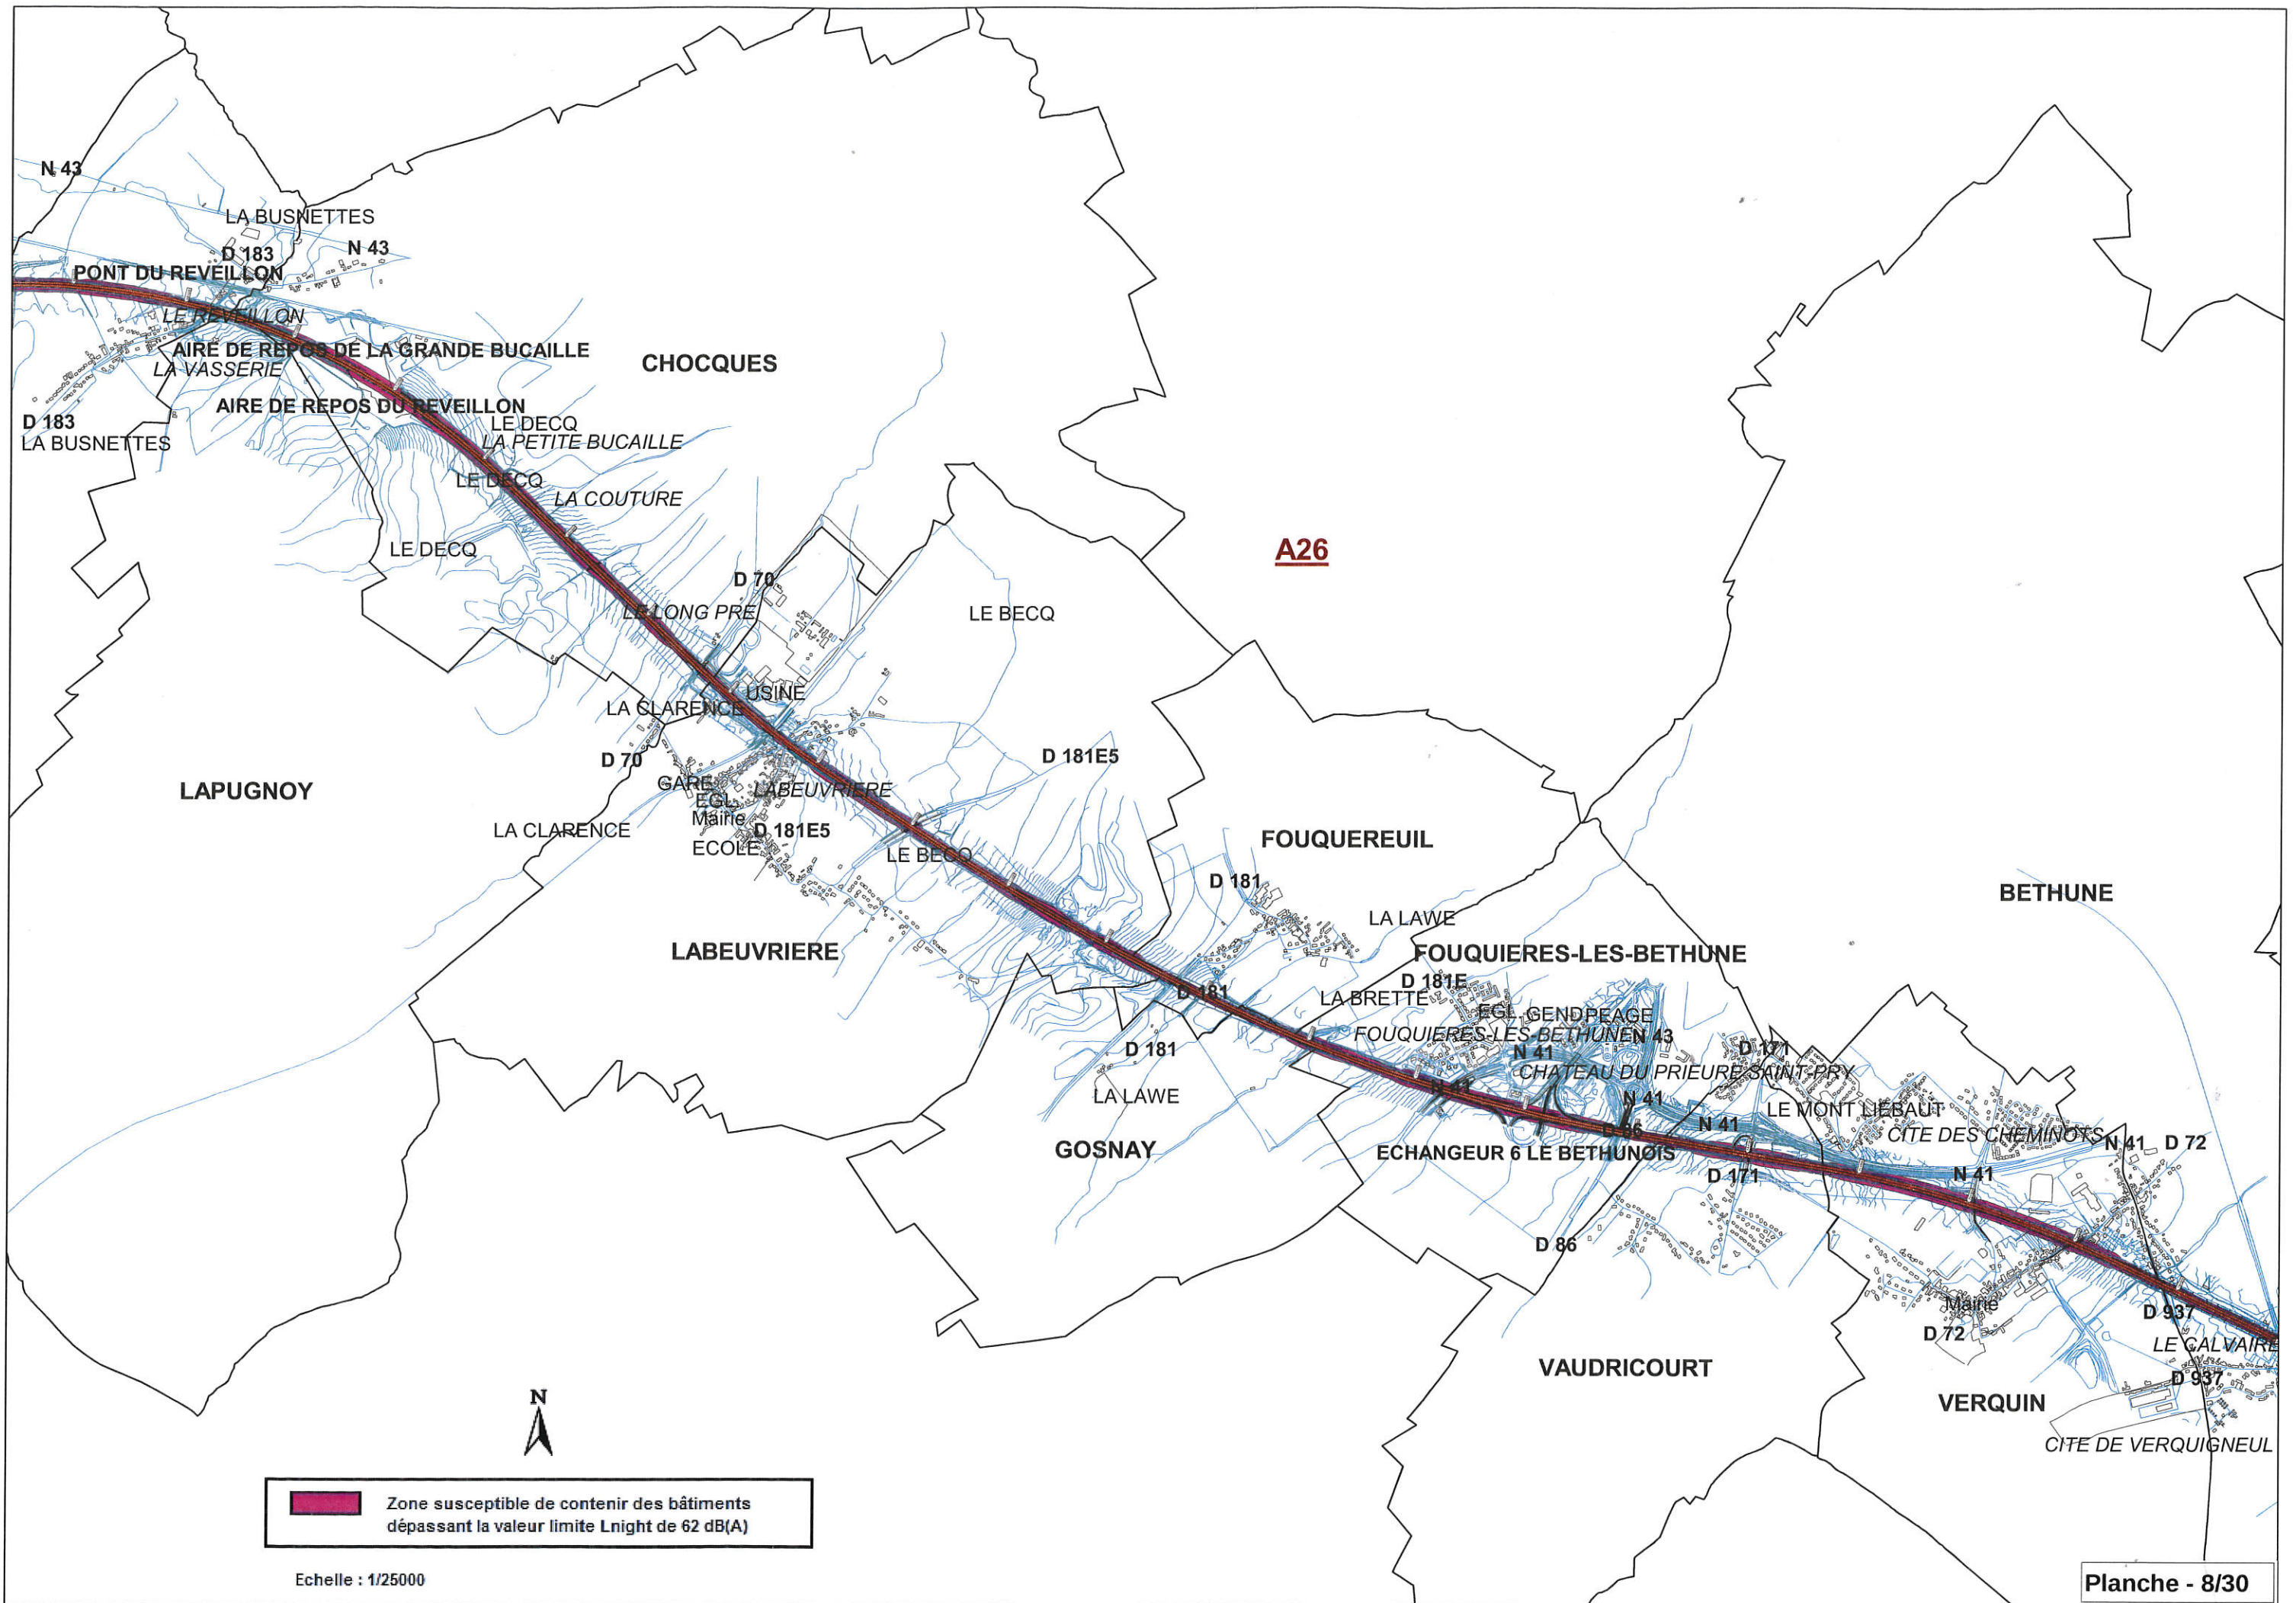 N 43
LA BUSNETTES
D 183
N 43
PONT DU REVEILLON
LE REVEILLON
AIRE DE REPOS DE LA GRANDE BUCAILLE
LA VASSERIE
CHOCQUES
AIRE DE REPOS DU REVEILLON
D 183
LE DECQ
LA BUSNETTES
LA PETITE BUCAILLE
LE DECQ
LA COUTURE
LE DECQ
A26
D 70
LE LONG PRE
LE BECQ
USINE
LA CLARENCE
D 70
D 181E5
GARE
LAPUGNOY
LABEUVRIERE
EGL.
Mairie
LA CLARENCE
D 181E5
ECOLE
LE BECQ
FOUQUEREUIL
D 181
BETHUNE
LA LAWE
LABEUVRIERE
FOUQUIERES-LES-BETHUNE
D 181E
D 181
LA BRETTE
EGL. GEND PEAGE
FOUQUIERES-LES-BETHUNE
N 43
D 181
N 41
D 171
CHATEAU DU PRIEURE SAINT-PRY
N 41
LA LAWE
N 41
LE MONT LIEBAUT
N 41
D 86
CITE DES CHEMINOTS
N 41
D 72
GOSNAY
ECHANGEUR 6 LE BETHUNOIS
D 171
N 41
D 86
Mairie
D 937
D 72
LE CALVAIRE
VAUDRICOURT
D 937
VERQUIN
CITE DE VERQUIGNEUL
N
Zone susceptible de contenir des bâtiments
dépassant la valeur limite Lnight de 62 dB(A)
Echelle : 1/25000
Planche - 8/30